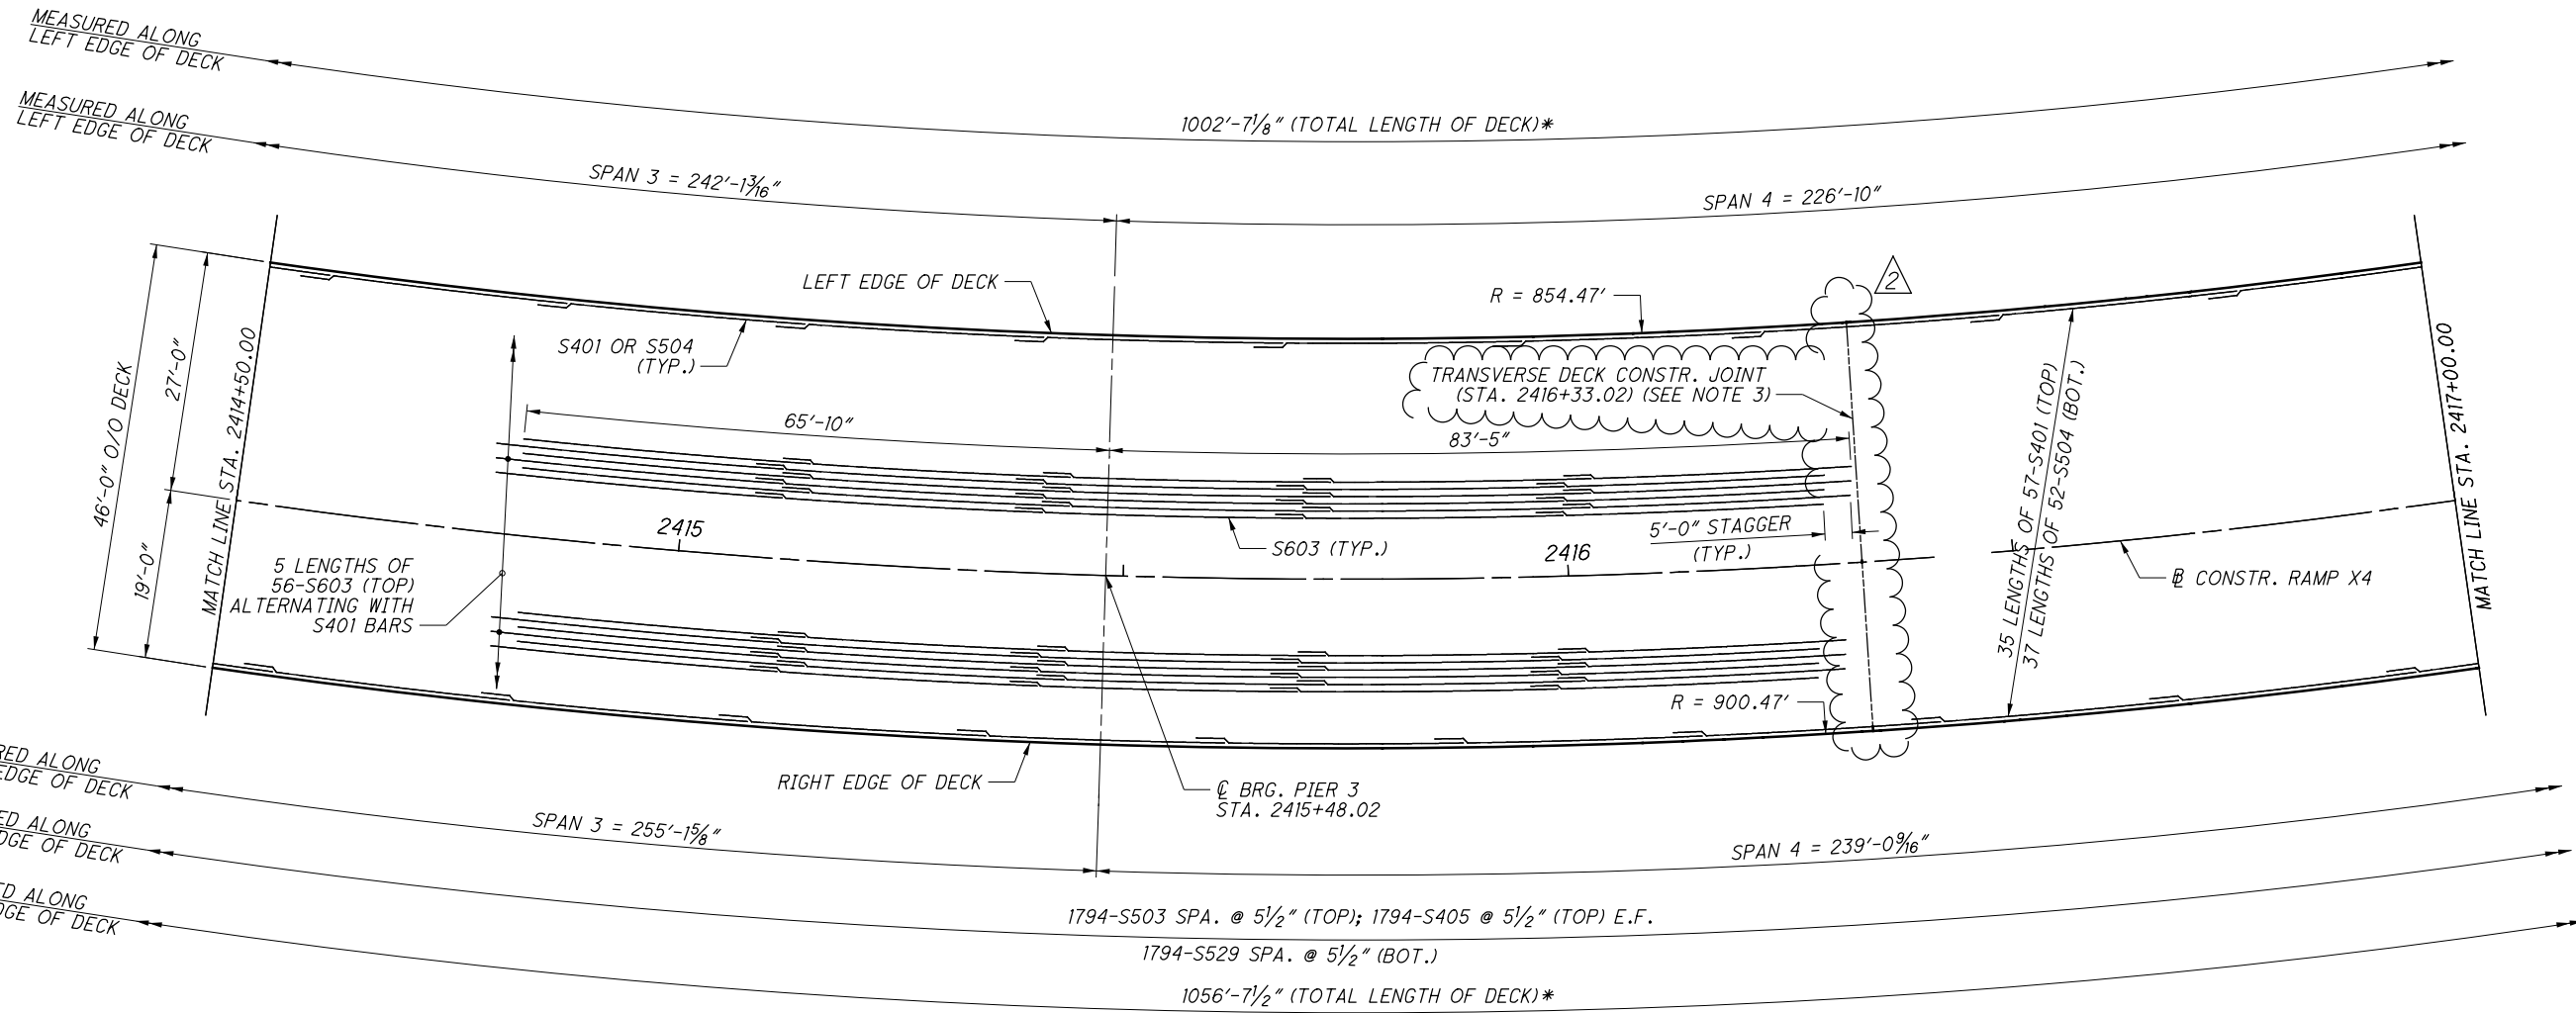 MEASURED ALONG
LEFT EDGE OF DECK
1002'-7⅛" (TOTAL LENGTH OF DECK)*
MEASURED ALONG
LEFT EDGE OF DECK
SPAN 3 = 242'-1³⁄₁₆"
SPAN 4 = 226'-10"
LEFT EDGE OF DECK
R = 854.47'
2
S401 OR S504
(TYP.)
TRANSVERSE DECK CONSTR. JOINT
(STA. 2416+33.02) (SEE NOTE 3)
46'-0" O/O DECK
27'-0"
19'-0"
MATCH LINE STA. 2414+50.00
65'-10"
83'-5"
35 LENGTHS OF 57-S401 (TOP)
37 LENGTHS OF 52-S504 (BOT.)
MATCH LINE STA. 2417+00.00
2415
S603 (TYP.)
2416
5'-0" STAGGER
(TYP.)
5 LENGTHS OF
56-S603 (TOP)
ALTERNATING WITH
S401 BARS
℄ CONSTR. RAMP X4
R = 900.47'
RIGHT EDGE OF DECK
℄ BRG. PIER 3
STA. 2415+48.02
RED ALONG
EDGE OF DECK
SPAN 3 = 255'-1⅝"
SPAN 4 = 239'-0⁹⁄₁₆"
ED ALONG
DGE OF DECK
1794-S503 SPA. @ 5½" (TOP); 1794-S405 @ 5½" (TOP) E.F.
1794-S529 SPA. @ 5½" (BOT.)
ED ALONG
GE OF DECK
1056'-7½" (TOTAL LENGTH OF DECK)*